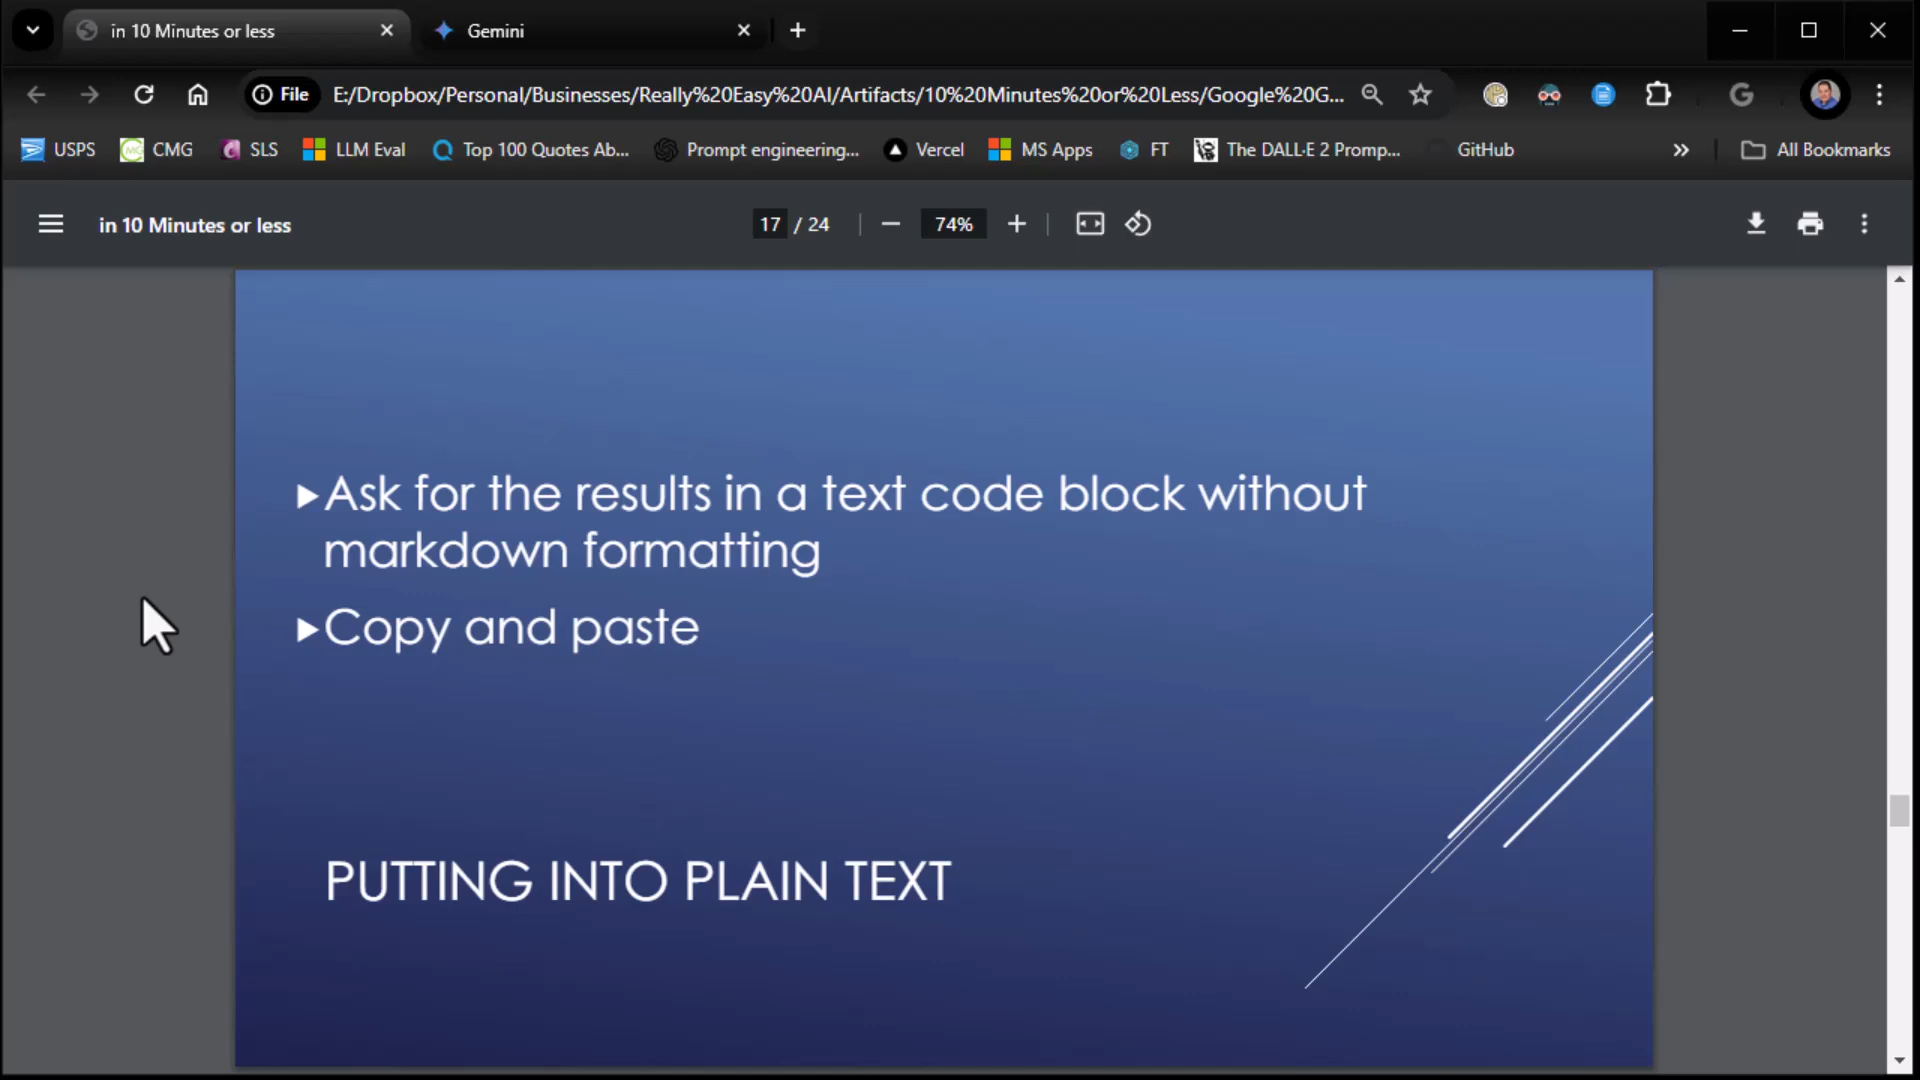 in 10 Minutes or less
Gemini
File
E:/Dropbox/Personal/Businesses/Really%20Easy%20AI/Artifacts/10%20Minutes%20or%20Less/Google%20G...
USPS
CMG
SLS
LLM Eval
Top 100 Quotes Ab...
Prompt engineering...
Vercel
MS Apps
FT
The DALL·E 2 Promp...
GitHub
All Bookmarks
in 10 Minutes or less
17 / 24
74%
Ask for the results in a text code block without
markdown formatting
Copy and paste
PUTTING INTO PLAIN TEXT